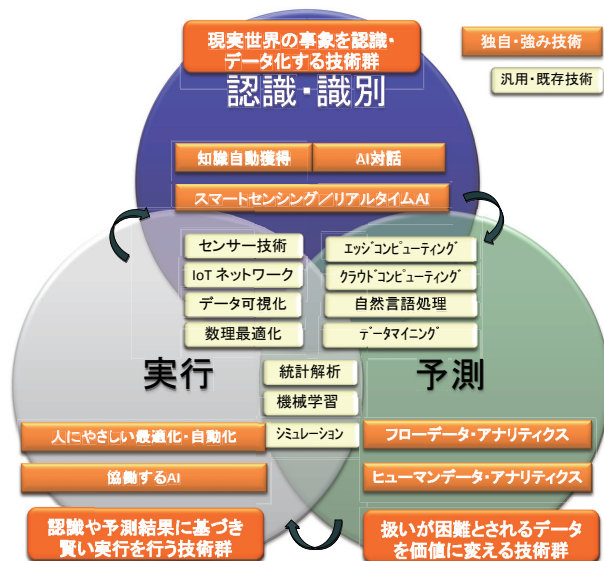 現実世界の事象を認識・
データ化する技術群
独自・強み技術
汎用・既存技術
認識・識別
知識自動獲得
AI対話
スマートセンシング／リアルタイムAI
センサー技術
エッジコンピューティング
IoT ネットワーク
クラウドコンピューティング
データ可視化
自然言語処理
数理最適化
データマイニング
実行
予測
統計解析
機械学習
シミュレーション
人にやさしい最適化・自動化
フローデータ・アナリティクス
協働するAI
ヒューマンデータ・アナリティクス
認識や予測結果に基づき
賢い実行を行う技術群
扱いが困難とされるデータ
を価値に変える技術群